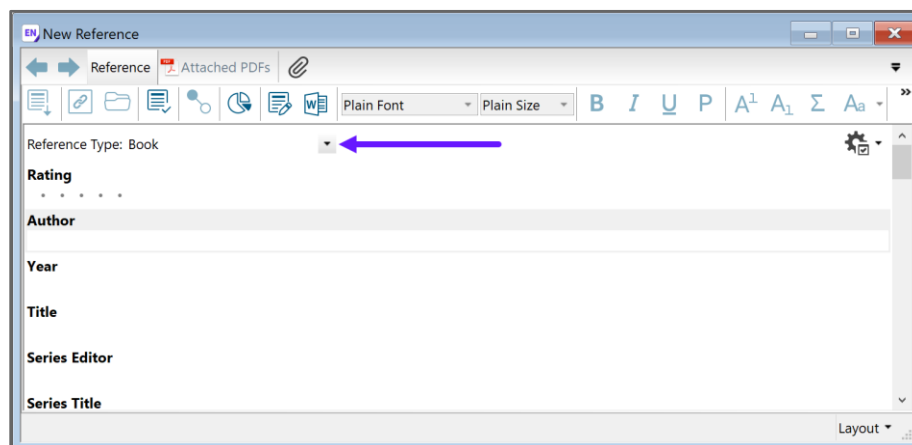 EN New Reference
Reference PDF Attached PDFs
W Plain Font Plain Size B I U P A¹ A₁ Σ Aa »
Reference Type: Book
Rating
Author
Year
Title
Series Editor
Series Title
Layout